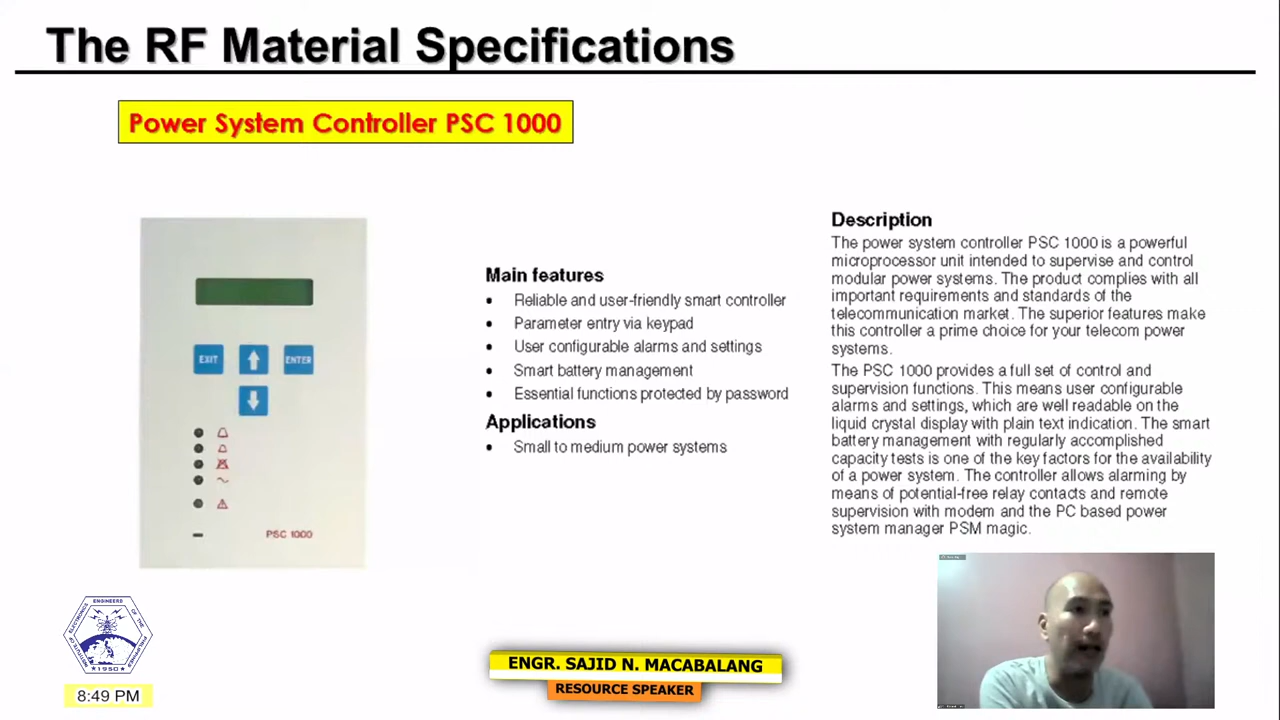 The RF Material Specifications
Power System Controller PSC 1000
EXIT
ENTER
PSC 1000
Main features
• Reliable and user-friendly smart controller
• Parameter entry via keypad
• User configurable alarms and settings
• Smart battery management
• Essential functions protected by password
Applications
• Small to medium power systems
Description
The power system controller PSC 1000 is a powerful
microprocessor unit intended to supervise and control
modular power systems. The product complies with all
important requirements and standards of the
telecommunication market. The superior features make
this controller a prime choice for your telecom power
systems.
The PSC 1000 provides a full set of control and
supervision functions. This means user configurable
alarms and settings, which are well readable on the
liquid crystal display with plain text indication. The smart
battery management with regularly accomplished
capacity tests is one of the key factors for the availability
of a power system. The controller allows alarming by
means of potential-free relay contacts and remote
supervision with modem and the PC based power
system manager PSM magic.
INSTITUTE OF ELECTRONICS ENGINEERS OF THE PHILIPPINES
1950
8:49 PM
ENGR. SAJID N. MACABALANG
RESOURCE SPEAKER